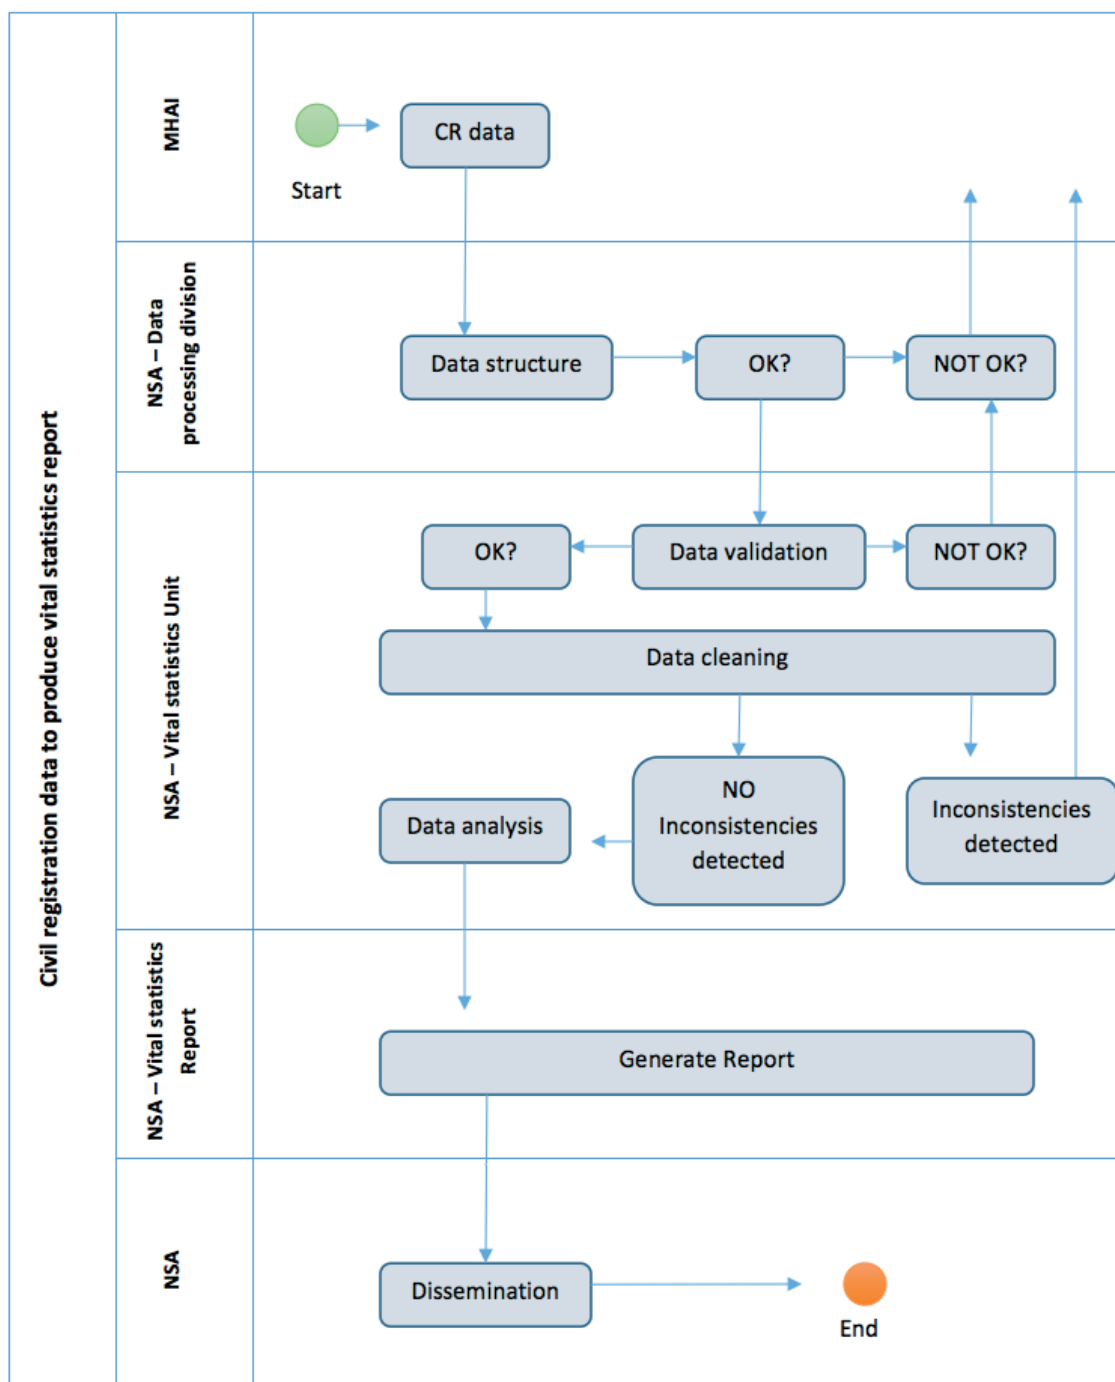 Civil registration data to produce vital statistics report
MHAI
Start
CR data
NSA – Data
processing division
Data structure
OK?
NOT OK?
NSA – Vital statistics Unit
OK?
Data validation
NOT OK?
Data cleaning
Data analysis
NO
Inconsistencies
detected
Inconsistencies
detected
NSA – Vital statistics
Report
Generate Report
NSA
Dissemination
End